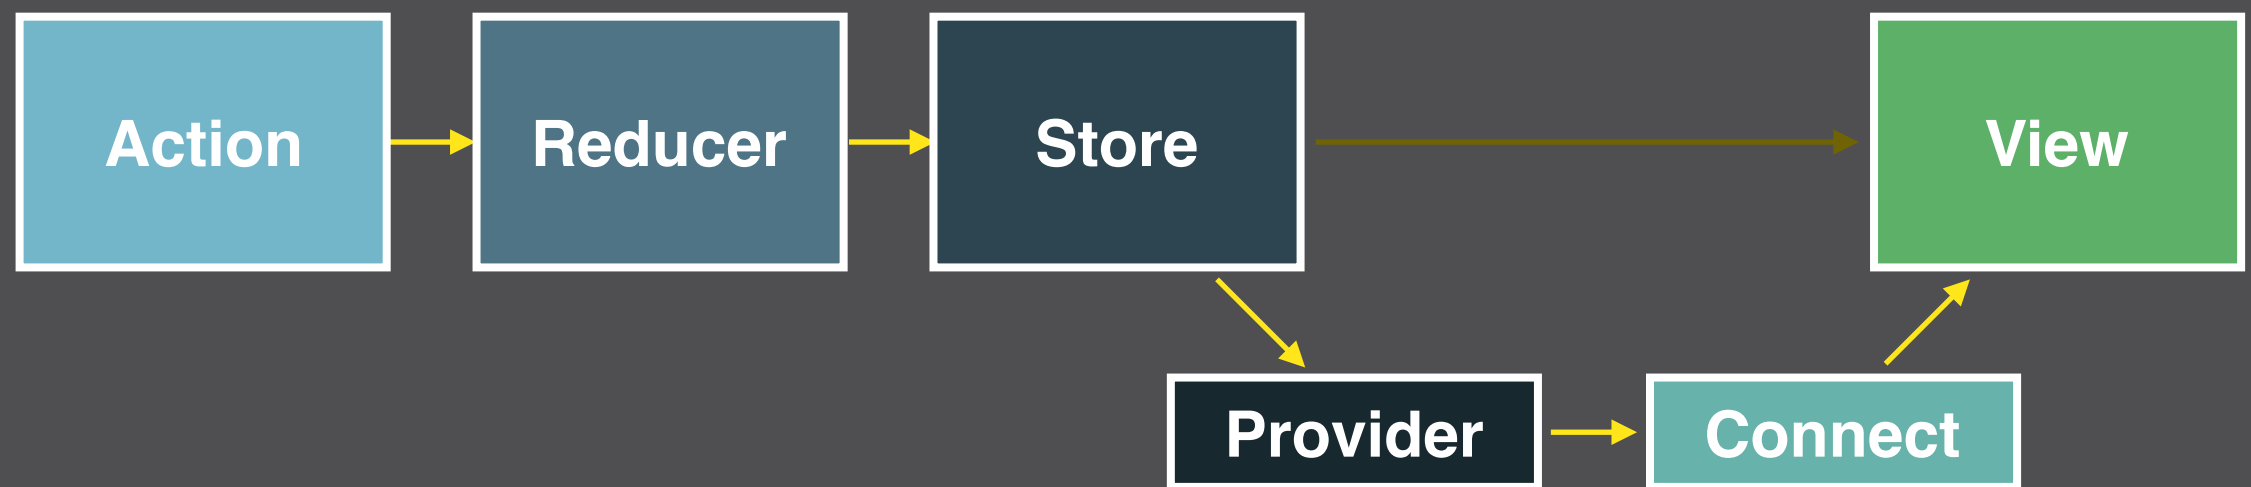 Action
Reducer
Store
View
Provider
Connect